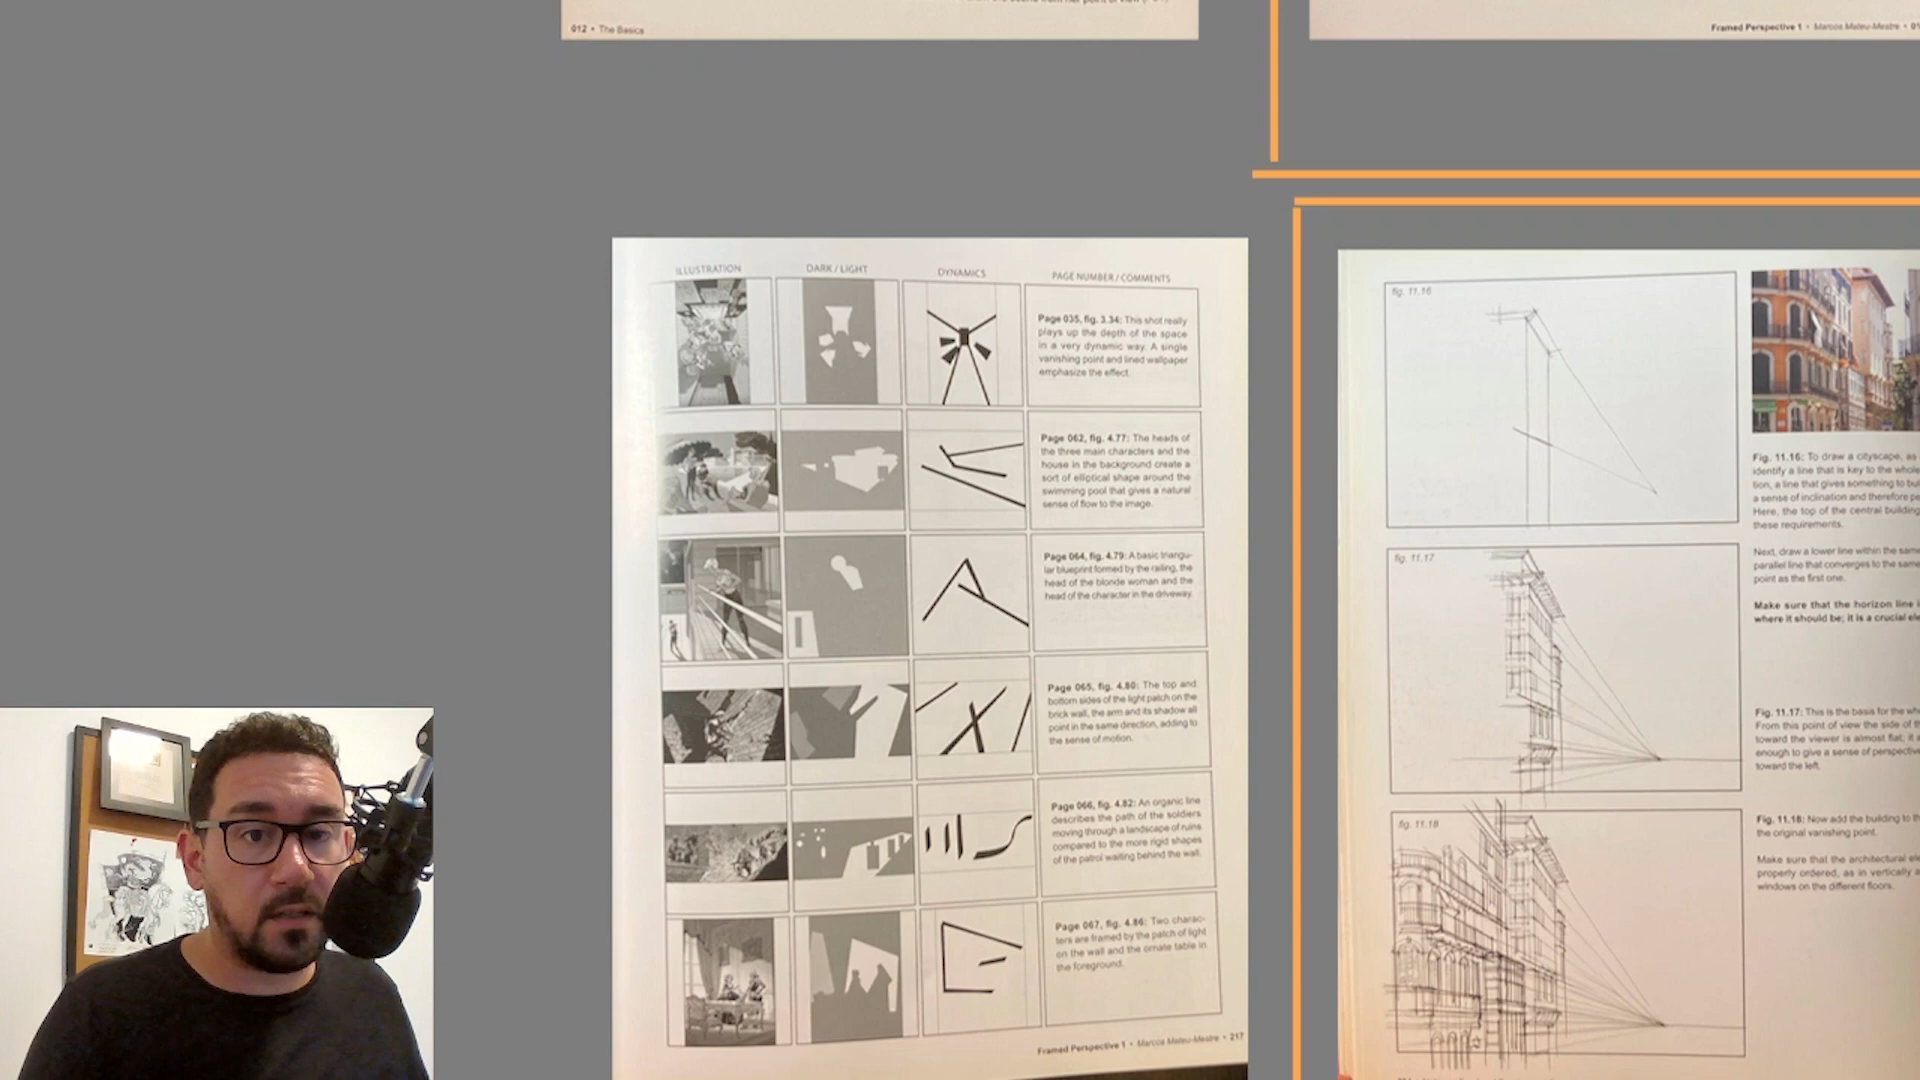 012 • The Basics
Framed Perspective 1 • Marcos Mateu-Mestre •
ILLUSTRATION
DARK / LIGHT
DYNAMICS
PAGE NUMBER / COMMENTS
Page 035, fig. 3.34: This shot really
plays up the depth of the space
in a very dynamic way. A single
vanishing point and lined wallpaper
emphasize the effect.
Page 062, fig. 4.77: The heads of
the three main characters and the
house in the background create a
sort of elliptical shape around the
swimming pool that gives a natural
sense of flow to the image.
Page 064, fig. 4.79: A basic triangu-
lar blueprint formed by the railing, the
head of the blonde woman and the
head of the character in the driveway.
Page 065, fig. 4.80: The top and
bottom sides of the light patch on the
brick wall, the arm and its shadow all
point in the same direction, adding to
the sense of motion.
Page 066, fig. 4.82: An organic line
describes the path of the soldiers
moving through a landscape of ruins
compared to the more rigid shapes
of the patrol waiting behind the wall.
Page 067, fig. 4.86: Two charac-
ters are framed by the patch of light
on the wall and the ornate table in
the foreground.
Framed Perspective 1 • Marcos Mateu-Mestre • 217
fig. 11.16
Fig. 11.16: To draw a cityscape, as
identify a line that is key to the whole
tion, a line that gives something to
a sense of inclination and therefore
Here, the top of the central building
these requirements.
Next, draw a lower line within the same
parallel line that converges to the same
point as the first one.
Make sure that the horizon line
where it should be; it is a crucial
fig. 11.17
Fig. 11.17: This is the basis for the
From this point of view the side of
toward the viewer is almost flat; it
enough to give a sense of perspective
toward the left.
fig. 11.18
Fig. 11.18: Now add the building to
the original vanishing point.
Make sure that the architectural
properly ordered, as in vertically
windows on the different floors.